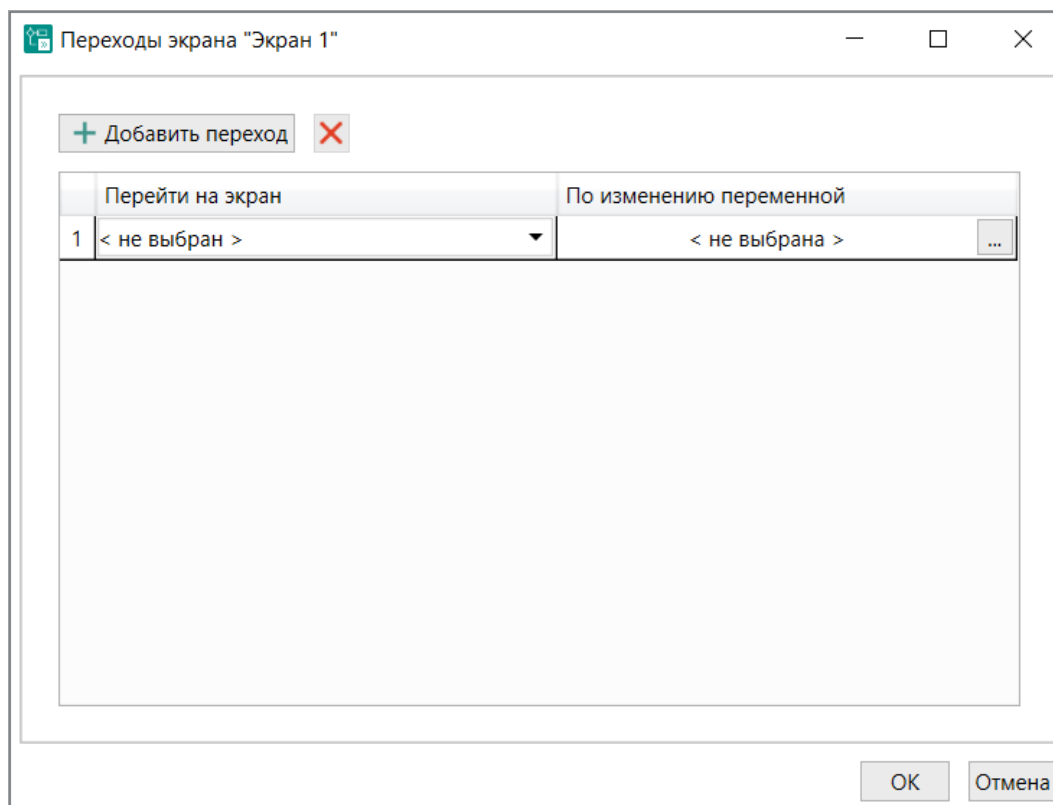 Переходы экрана "Экран 1"
Добавить переход
Перейти на экран По изменению переменной
1 < не выбран > < не выбрана > ...
OK Отмена